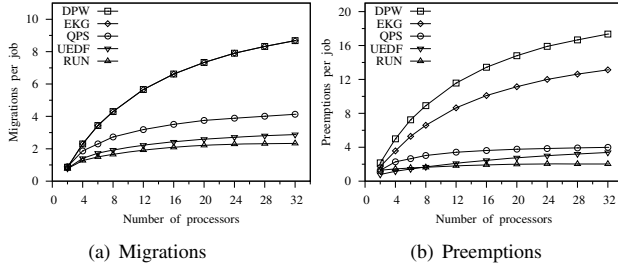 DPW
EKG
QPS
UEDF
RUN
Migrations per job
10
8
6
4
2
0
0 4 8 12 16 20 24 28 32
Number of processors
(a) Migrations
DPW
EKG
QPS
UEDF
RUN
Preemptions per job
20
16
12
8
4
0
0 4 8 12 16 20 24 28 32
Number of processors
(b) Preemptions